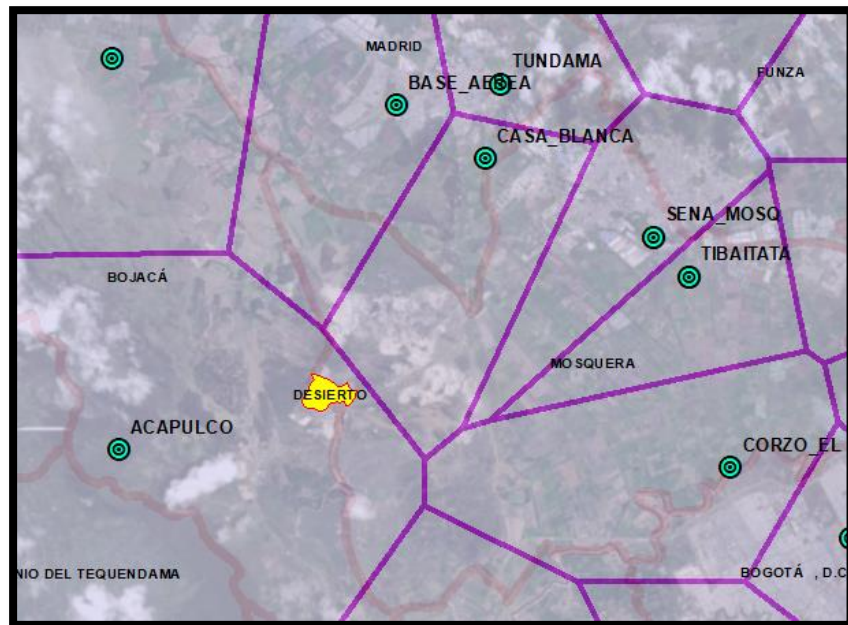 MADRID
TUNDAMA
FUNZA
BASE_AEREA
CASA_BLANCA
SENA_MOSQ
TIBAITATA
BOJACÁ
MOSQUERA
DESIERTO
ACAPULCO
CORZO_EL
NIO DEL TEQUENDAMA
BOGOTÁ , D.C